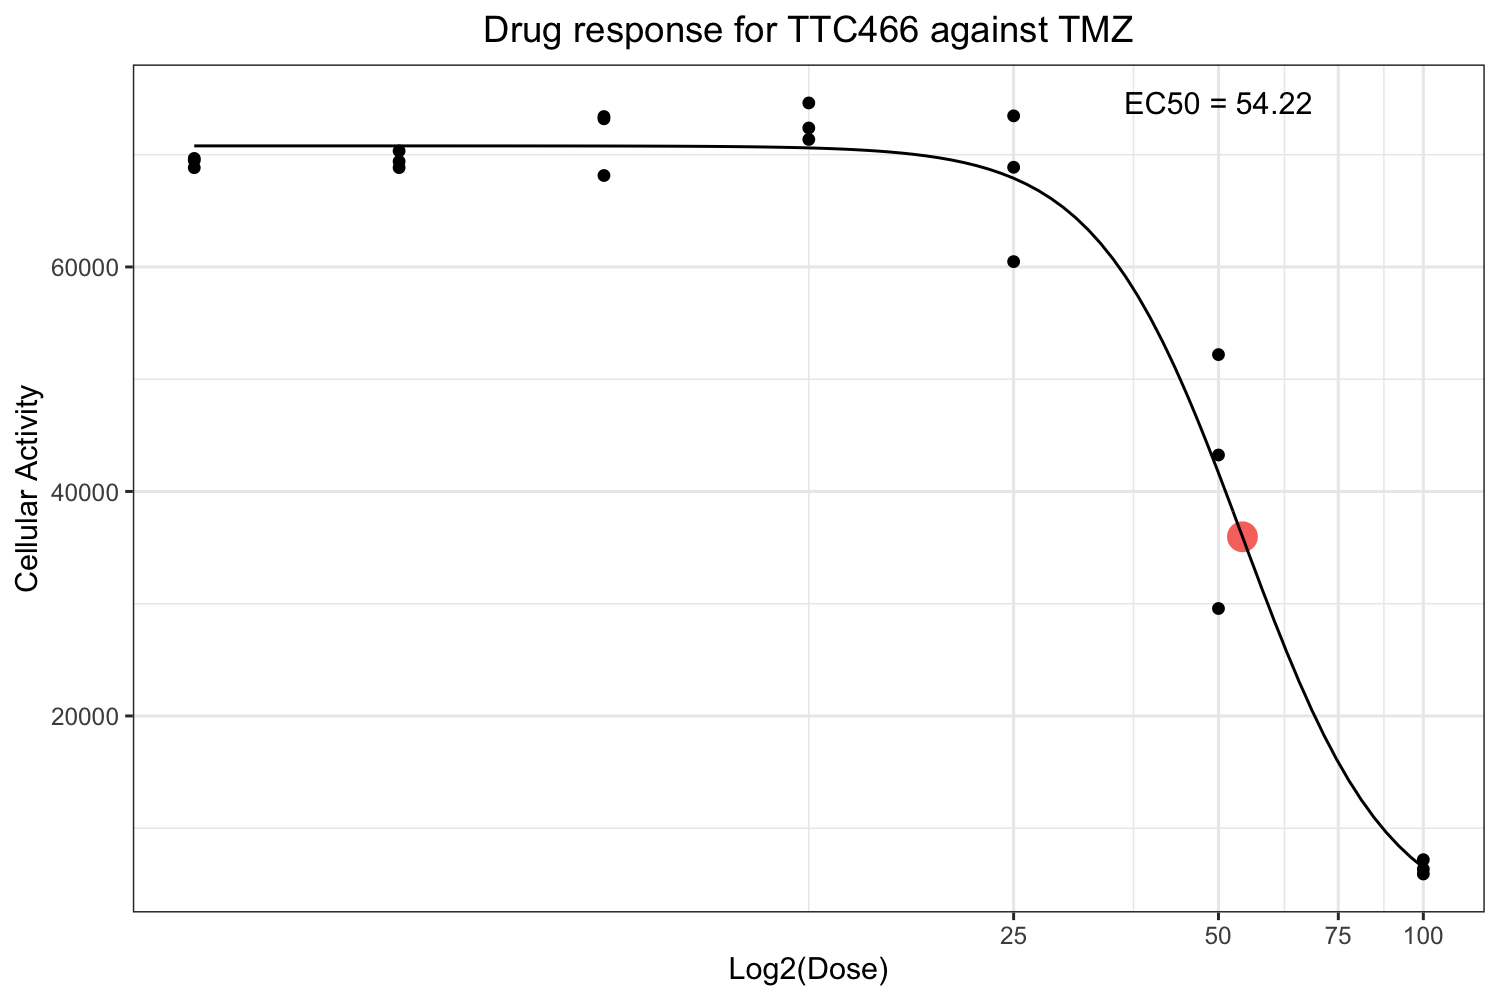 Drug response for TTC466 against TMZ
EC50 = 54.22
60000
40000
20000
Cellular Activity
25 50 75 100
Log2(Dose)